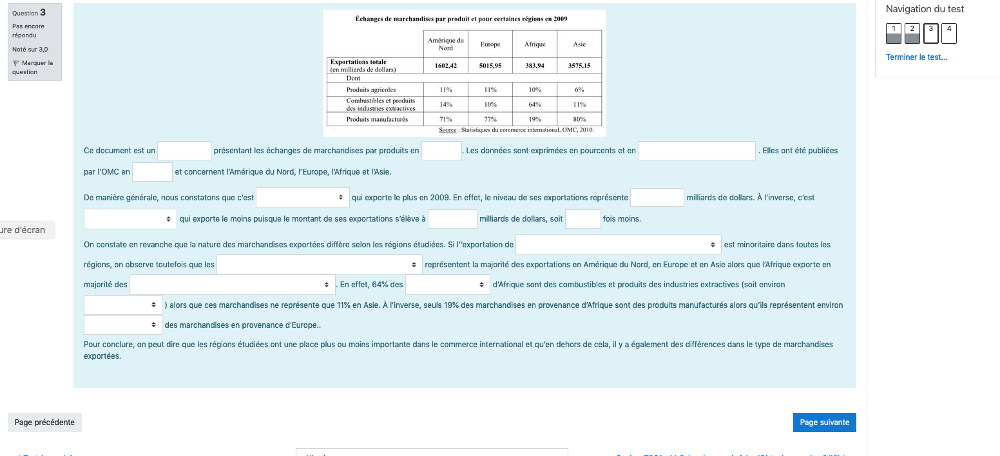 Question 3
Pas encore
répondu
Noté sur 3,0
Marquer la
question
Échanges de marchandises par produit et pour certaines régions en 2009
Amérique du Nord Europe Afrique Asie
Exportations totale
(en milliards de dollars) 1602,42 5015,95 383,94 3575,15
Dont
Produits agricoles 11% 11% 10% 6%
Combustibles et produits
des industries extractives 14% 10% 64% 11%
Produits manufacturés 71% 77% 19% 80%
Source : Statistiques du commerce international, OMC, 2010.
Ce document est un présentant les échanges de marchandises par produits en . Les données sont exprimées en pourcents et en . Elles ont été publiées
par l'OMC en et concernent l'Amérique du Nord, l'Europe, l'Afrique et l'Asie.
De manière générale, nous constatons que c'est qui exporte le plus en 2009. En effet, le niveau de ses exportations représente milliards de dollars. À l'inverse, c'est
qui exporte le moins puisque le montant de ses exportations s'élève à milliards de dollars, soit fois moins.
On constate en revanche que la nature des marchandises exportées diffère selon les régions étudiées. Si l''exportation de est minoritaire dans toutes les
régions, on observe toutefois que les représentent la majorité des exportations en Amérique du Nord, en Europe et en Asie alors que l'Afrique exporte en
majorité des . En effet, 64% des d'Afrique sont des combustibles et produits des industries extractives (soit environ
) alors que ces marchandises ne représente que 11% en Asie. À l'inverse, seuls 19% des marchandises en provenance d'Afrique sont des produits manufacturés alors qu'ils représentent environ
des marchandises en provenance d'Europe..
Pour conclure, on peut dire que les régions étudiées ont une place plus ou moins importante dans le commerce international et qu'en dehors de cela, il y a également des différences dans le type de marchandises
exportées.
ure d'écran
Page précédente
Page suivante
Navigation du test
1 2 3 4
Terminer le test...